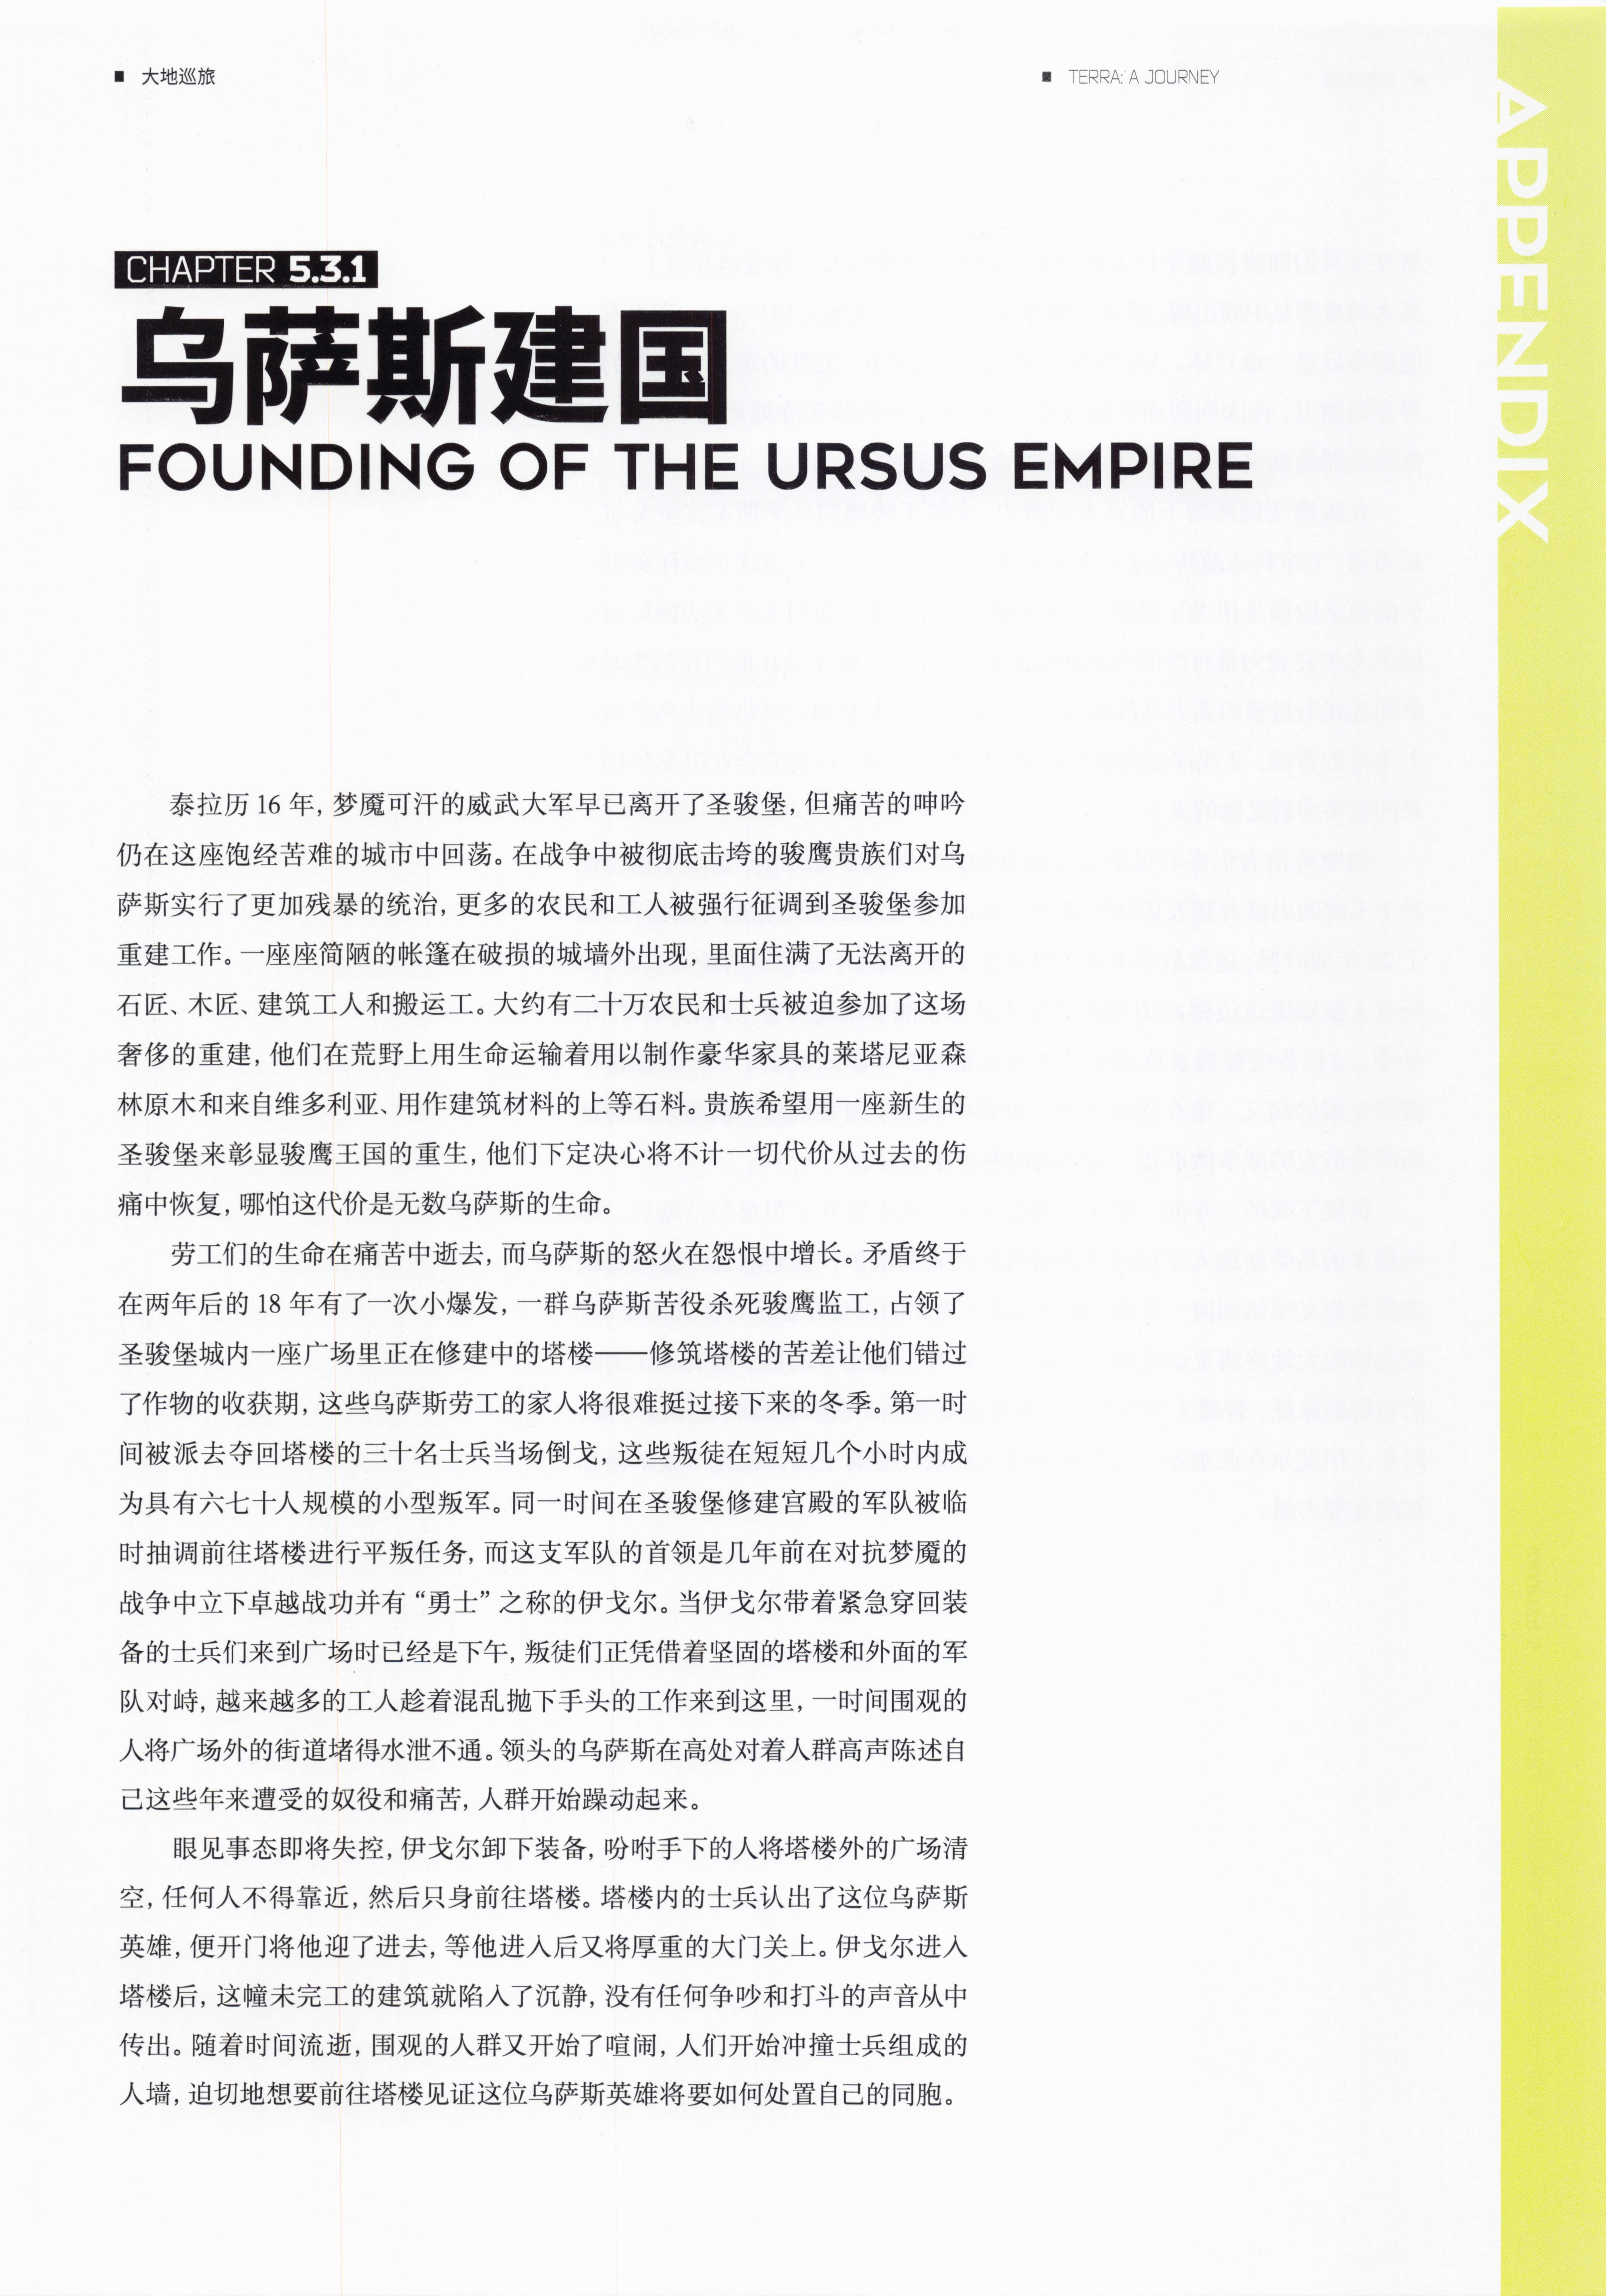 大地巡旅
TERRA: A JOURNEY
APPENDIX
CHAPTER 5.3.1
乌萨斯建国
FOUNDING OF THE URSUS EMPIRE
泰拉历 16 年, 梦魇可汗的威武大军早已离开了圣骏堡, 但痛苦的呻吟
仍在这座饱经苦难的城市中回荡。在战争中被彻底击垮的骏鹰贵族们对乌
萨斯实行了更加残暴的统治, 更多的农民和工人被强行征调到圣骏堡参加
重建工作。一座座简陋的帐篷在破损的城墙外出现, 里面住满了无法离开的
石匠、木匠、建筑工人和搬运工。大约有二十万农民和士兵被迫参加了这场
奢侈的重建, 他们在荒野上用生命运输着用以制作豪华家具的莱塔尼亚森
林原木和来自维多利亚、用作建筑材料的上等石料。贵族希望用一座新生的
圣骏堡来彰显骏鹰王国的重生, 他们下定决心将不计一切代价从过去的伤
痛中恢复, 哪怕这代价是无数乌萨斯的生命。
劳工们的生命在痛苦中逝去, 而乌萨斯的怒火在怨恨中增长。矛盾终于
在两年后的 18 年有了一次小爆发, 一群乌萨斯苦役杀死骏鹰监工, 占领了
圣骏堡城内一座广场里正在修建中的塔楼——修筑塔楼的苦差让他们错过
了作物的收获期, 这些乌萨斯劳工的家人将很难挺过接下来的冬季。第一时
间被派去夺回塔楼的三十名士兵当场倒戈, 这些叛徒在短短几个小时内成
为具有六七十人规模的小型叛军。同一时间在圣骏堡修建宫殿的军队被临
时抽调前往塔楼进行平叛任务, 而这支军队的首领是几年前在对抗梦魇的
战争中立下卓越战功并有 “勇士” 之称的伊戈尔。当伊戈尔带着紧急穿回装
备的士兵们来到广场时已经是下午, 叛徒们正凭借着坚固的塔楼和外面的军
队对峙, 越来越多的工人趁着混乱抛下手头的工作来到这里, 一时间围观的
人将广场外的街道堵得水泄不通。领头的乌萨斯在高处对着人群高声陈述自
己这些年来遭受的奴役和痛苦, 人群开始躁动起来。
眼见事态即将失控, 伊戈尔卸下装备, 吩咐手下的人将塔楼外的广场清
空, 任何人不得靠近, 然后只身前往塔楼。塔楼内的士兵认出了这位乌萨斯
英雄, 便开门将他迎了进去, 等他进入后又将厚重的大门关上。伊戈尔进入
塔楼后, 这幢未完工的建筑就陷入了沉静, 没有任何争吵和打斗的声音从中
传出。随着时间流逝, 围观的人群又开始了喧闹, 人们开始冲撞士兵组成的
人墙, 迫切地想要前往塔楼见证这位乌萨斯英雄将要如何处置自己的同胞。